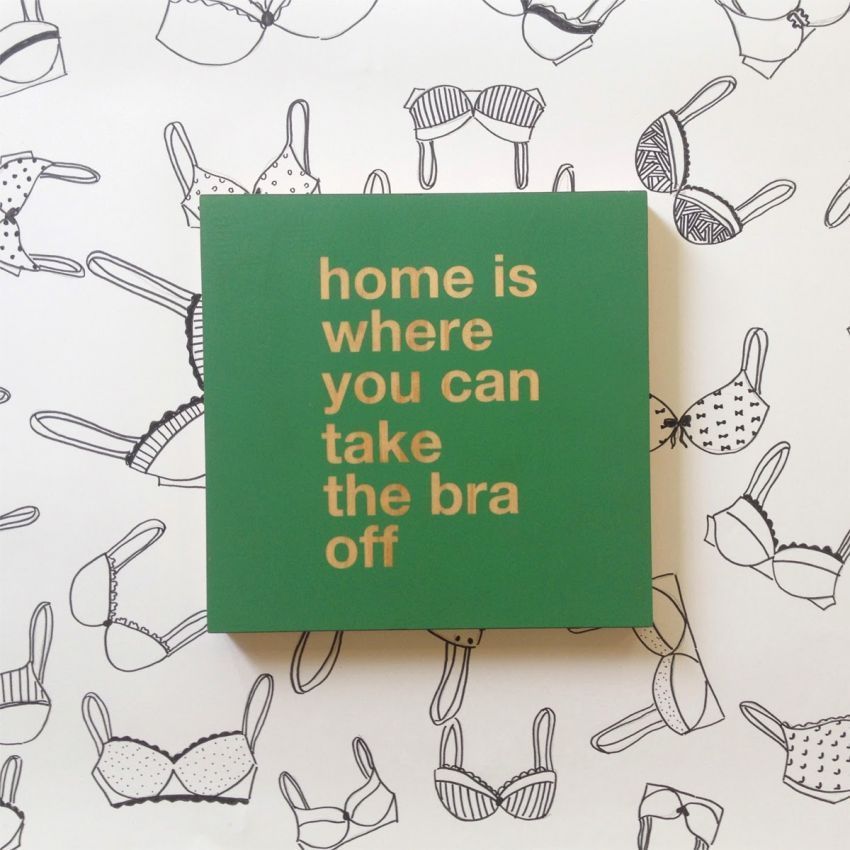 home is
where
you can
take
the bra
off